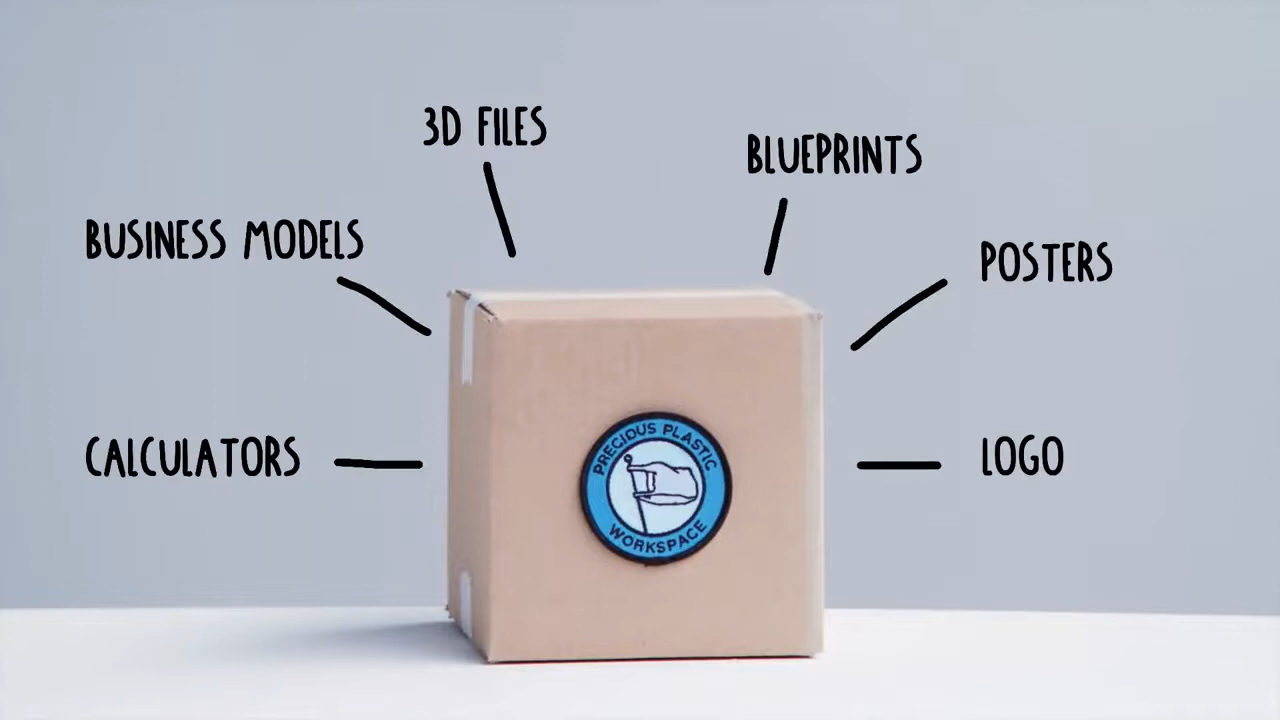 3D FILES
BLUEPRINTS
BUSINESS MODELS
POSTERS
CALCULATORS
LOGO
PRECIOUS PLASTIC
WORKSPACE